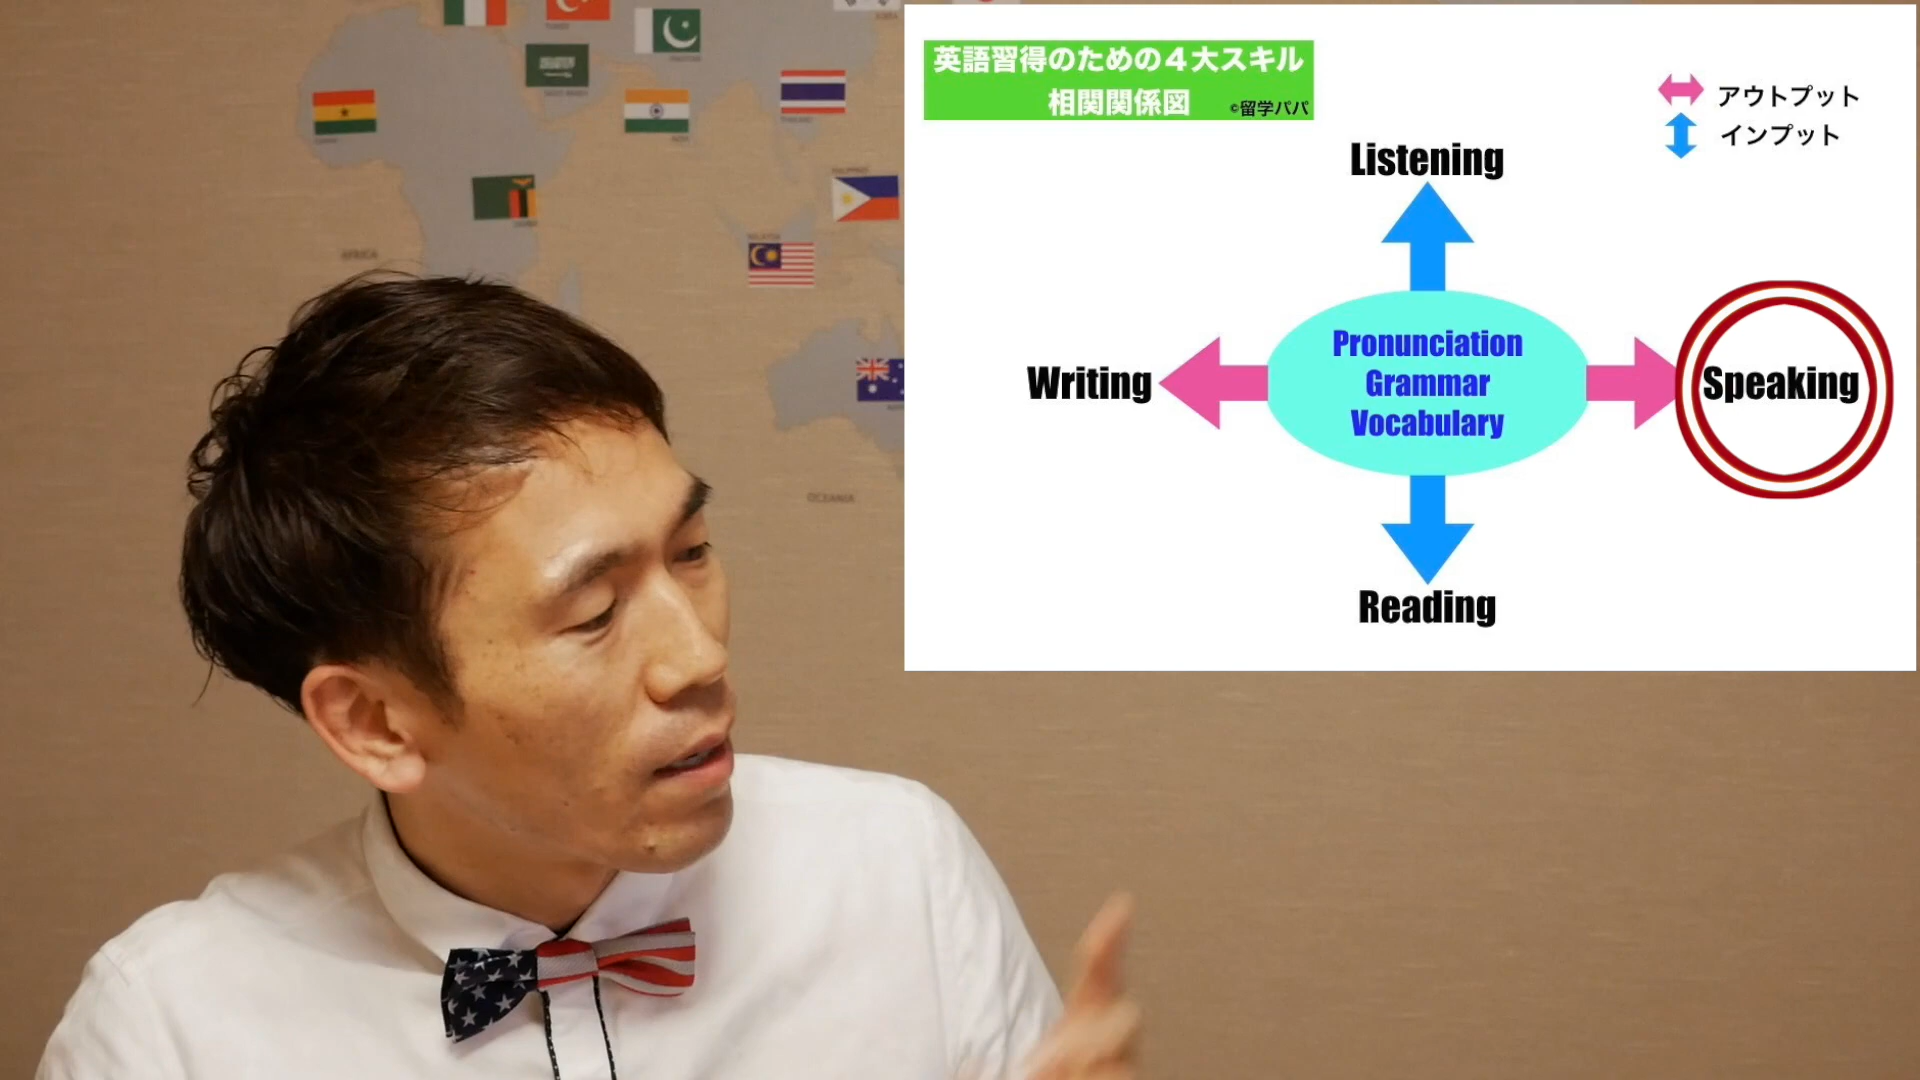 英語習得のための４大スキル
相関関係図 ©留学パパ
アウトプット
インプット
Listening
Pronunciation
Writing Grammar Speaking
Vocabulary
Reading
AFRICA
OCEANIA